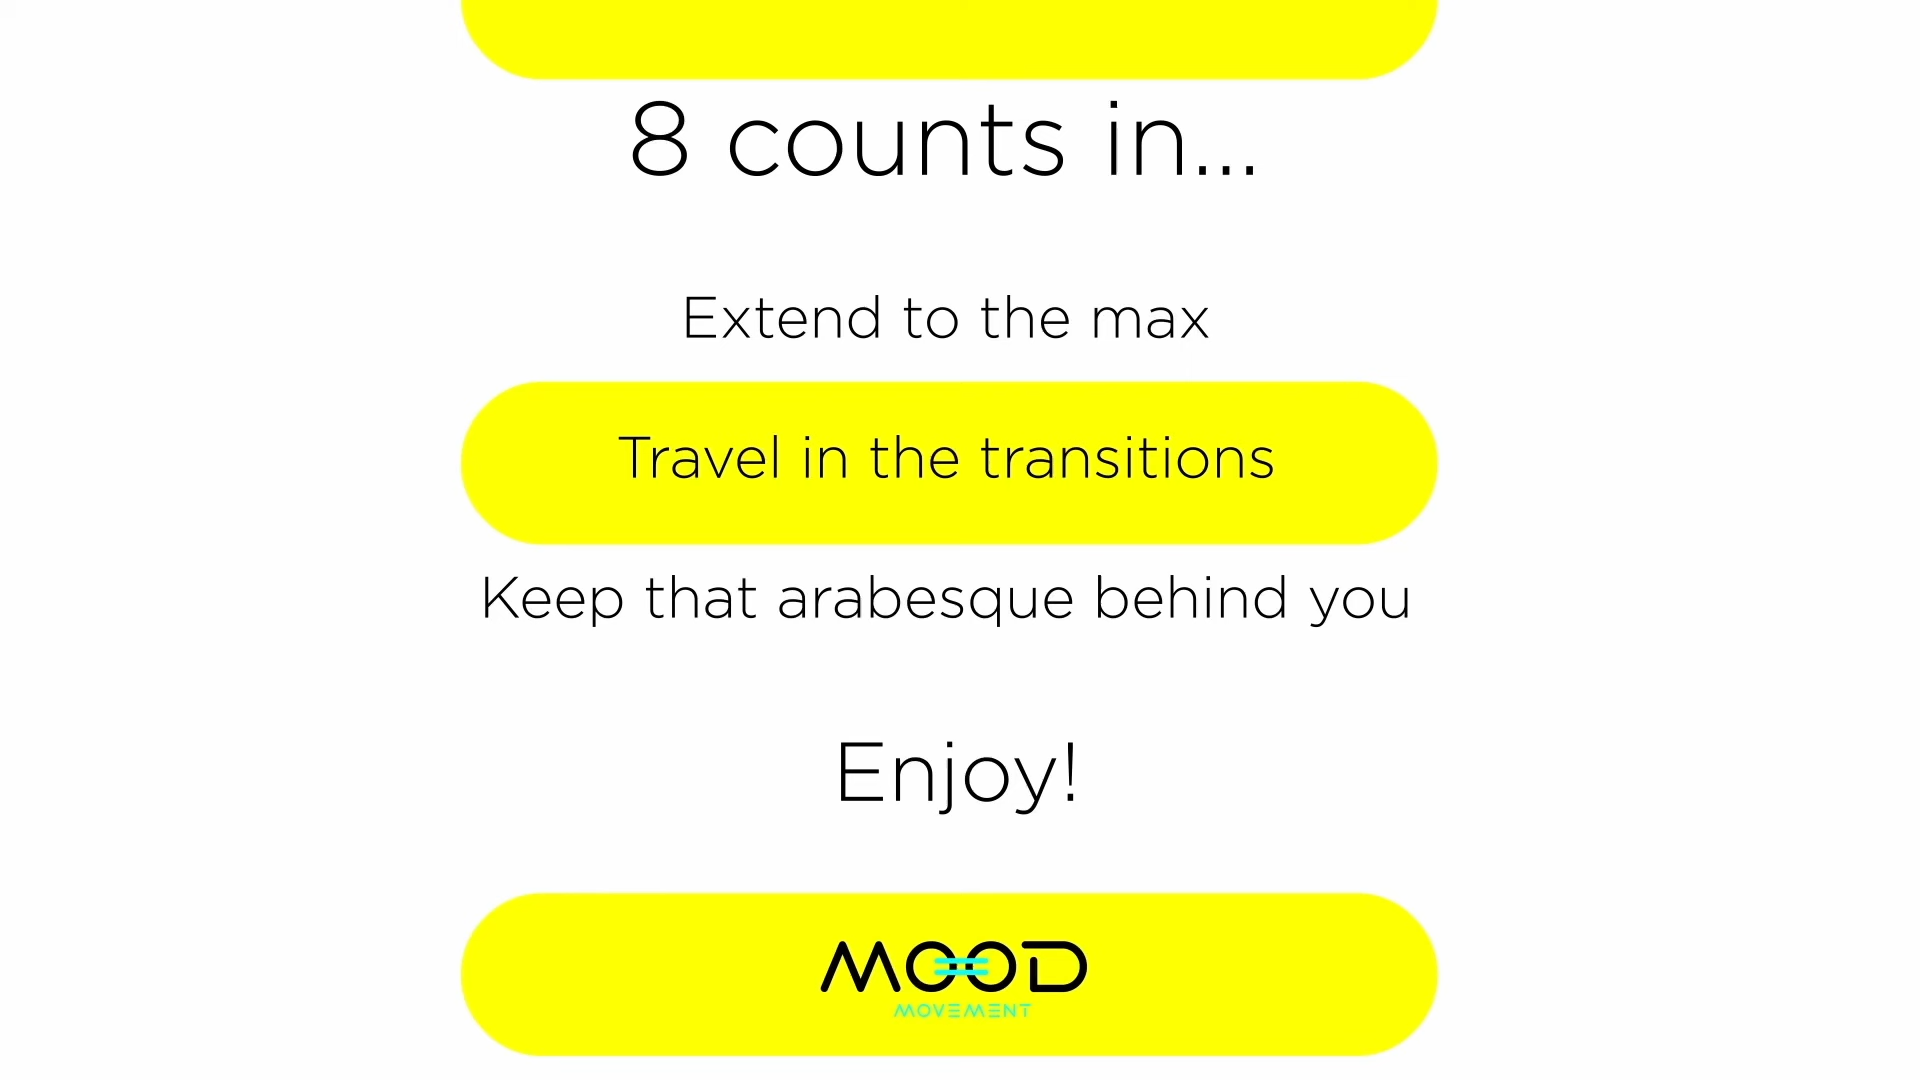 8 counts in...
Extend to the max
Travel in the transitions
Keep that arabesque behind you
Enjoy!
MOOD
MOVEMENT